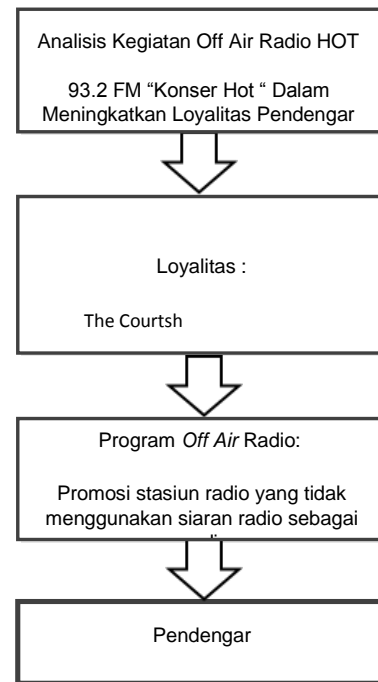 Analisis Kegiatan Off Air Radio HOT
93.2 FM “Konser Hot “ Dalam
Meningkatkan Loyalitas Pendengar
Loyalitas :
The Courtsh
Program Off Air Radio:
Promosi stasiun radio yang tidak
menggunakan siaran radio sebagai
Pendengar